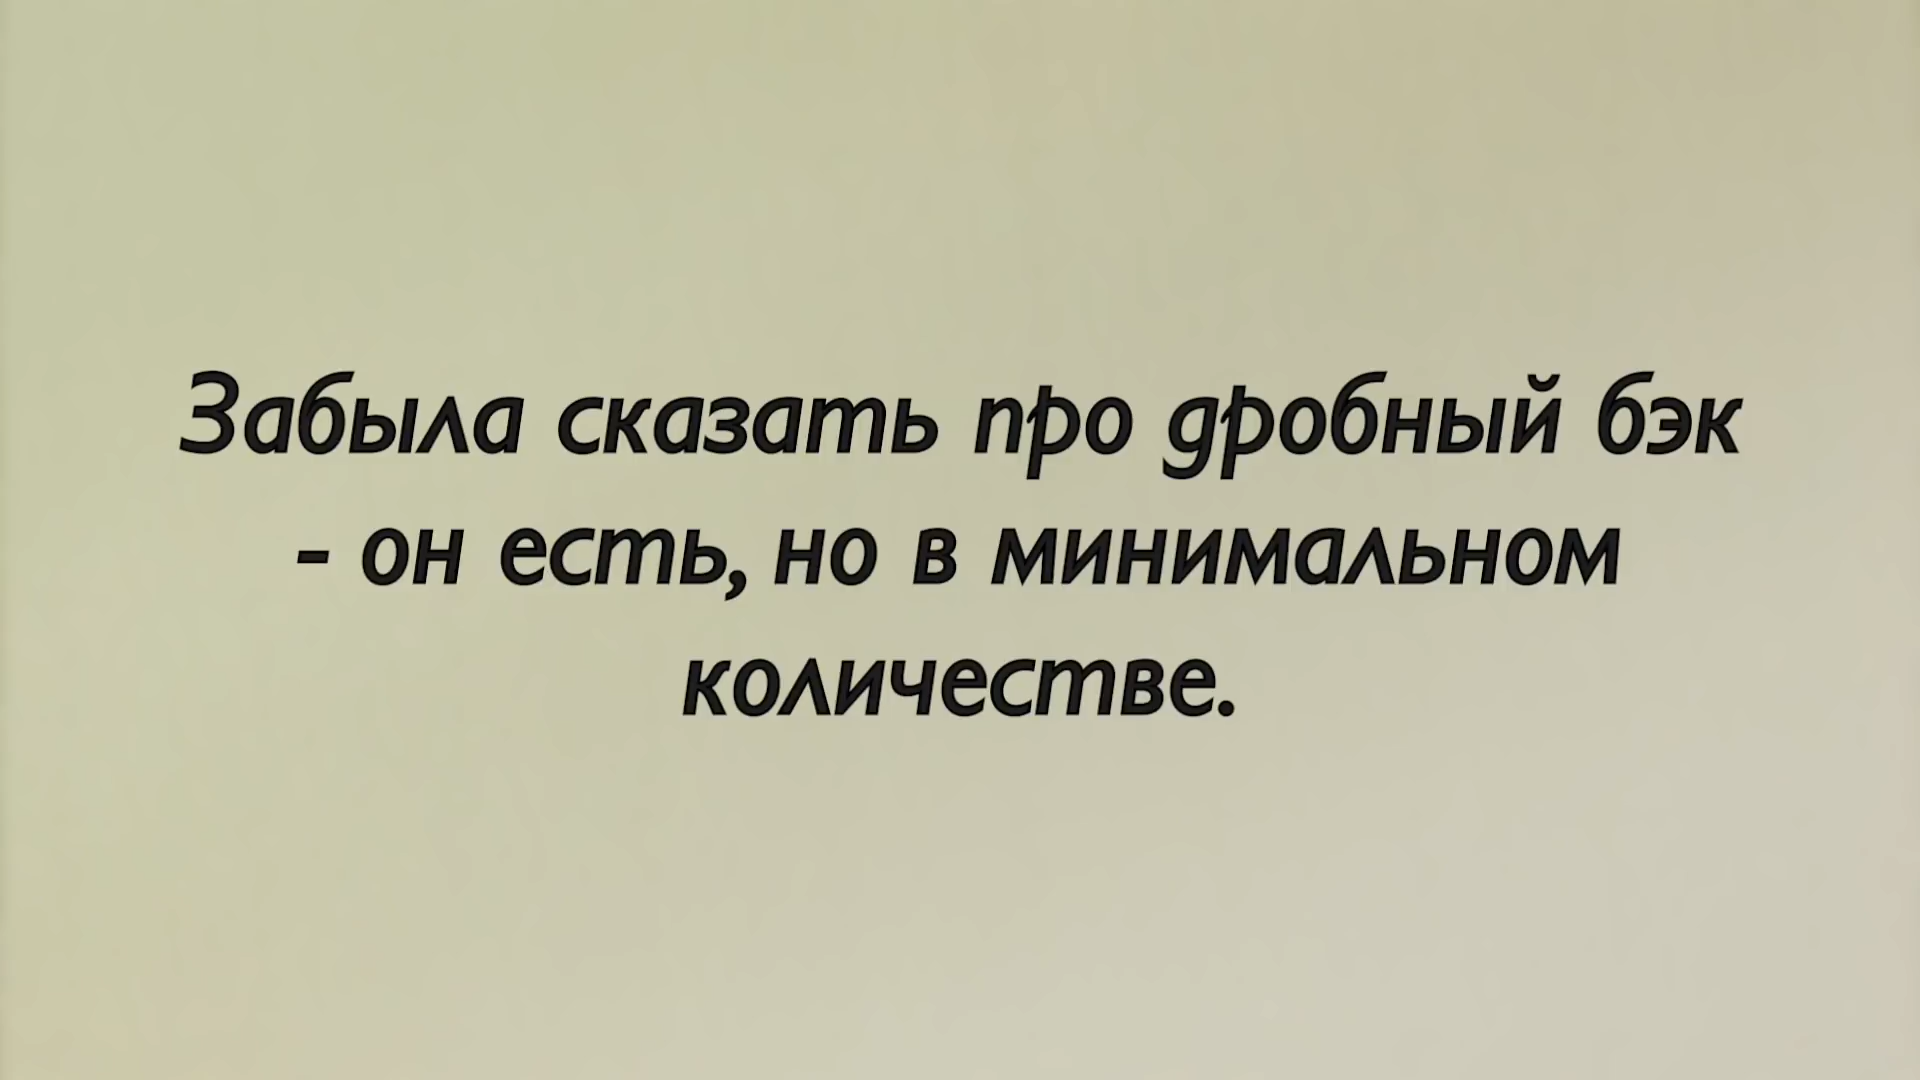 Забыла сказать про дробный бэк
- он есть, но в минимальном
количестве.